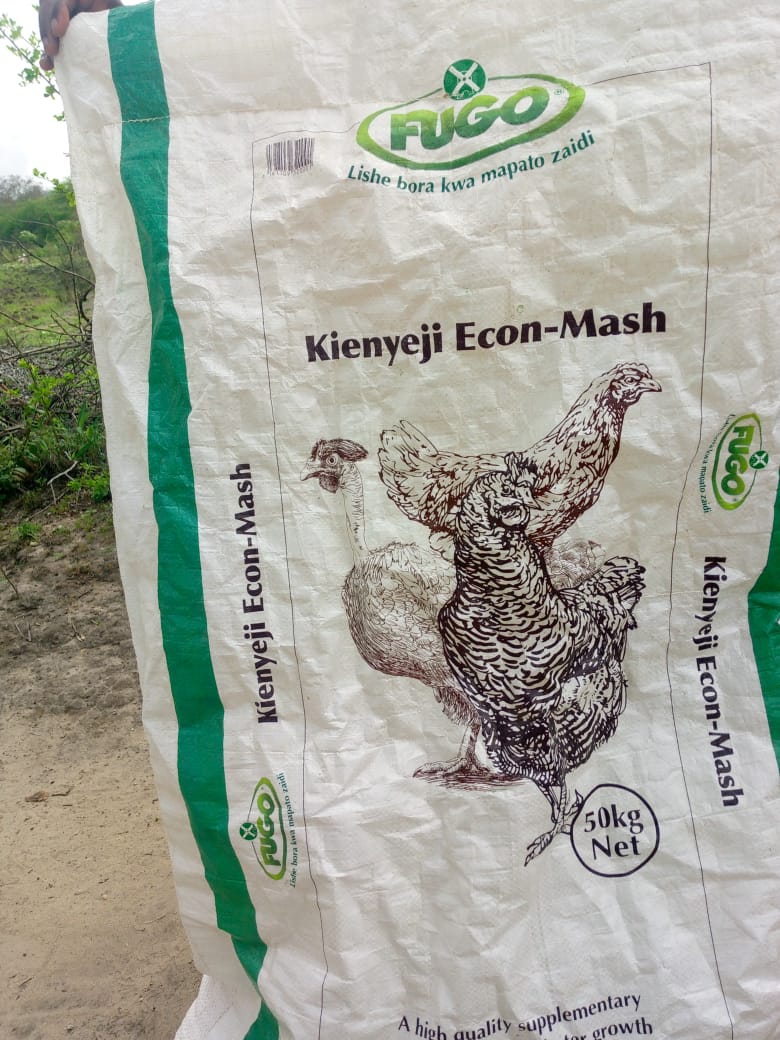 FUGO
Lishe bora kwa mapato zaidi
Kienyeji Econ-Mash
Kienyeji Econ-Mash
FUGO
Lishe bora kwa mapato zaidi
FUGO
Lishe bora kwa mapato zaidi
Kienyeji Econ-Mash
50kg
Net
A high quality supplementary
for growth